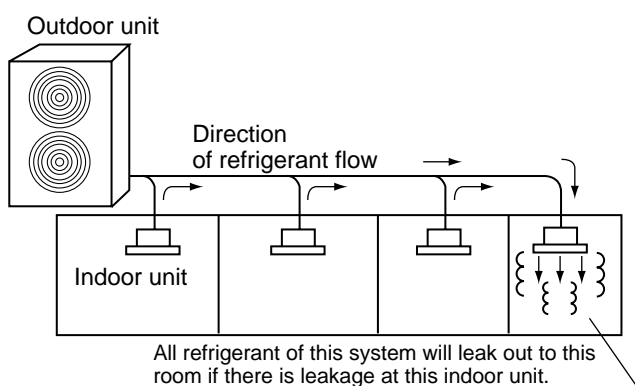 Outdoor unit
Direction
of refrigerant flow
Indoor unit
All refrigerant of this system will leak out to this
room if there is leakage at this indoor unit.